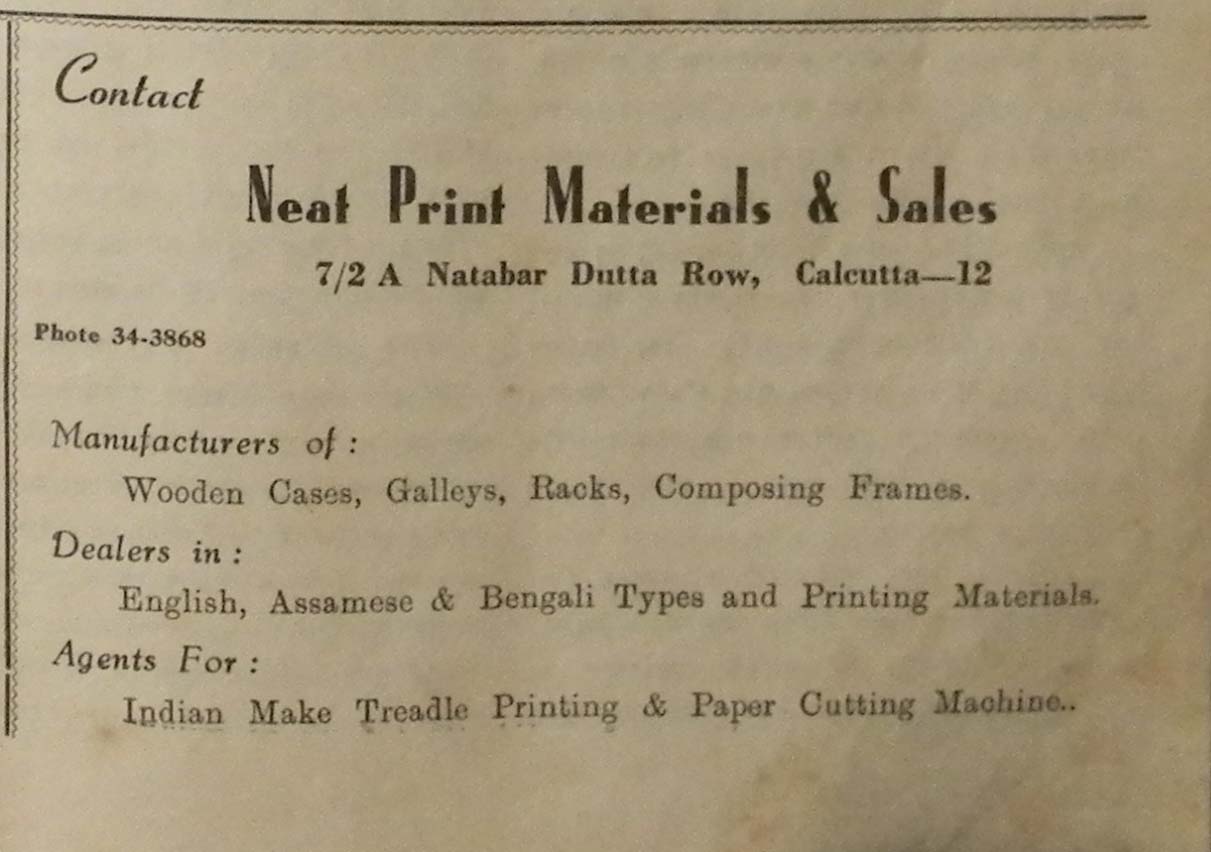 Contact
Neat Print Materials & Sales
7/2 A Natabar Dutta Row, Calcutta—12
Phote 34-3868
Manufacturers of :
Wooden Cases, Galleys, Racks, Composing Frames.
Dealers in :
English, Assamese & Bengali Types and Printing Materials.
Agents For :
Indian Make Treadle Printing & Paper Cutting Machine..